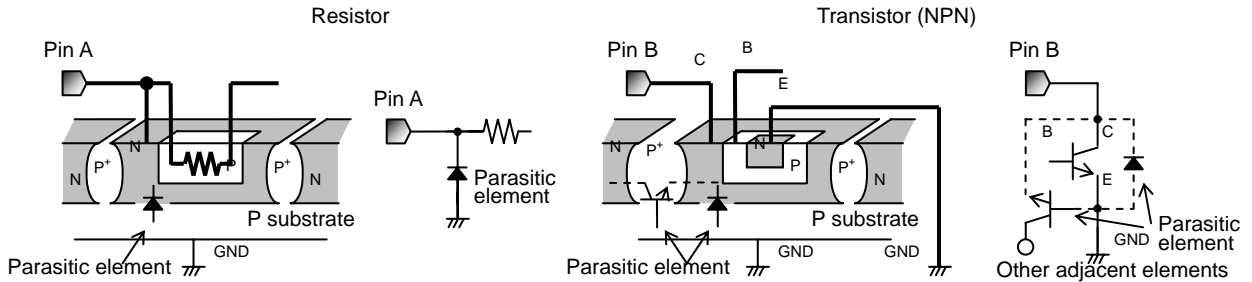 Resistor
Transistor (NPN)
Pin A
Pin A
N
P+
N
P
P+
N
Parasitic
element
P substrate
GND
Parasitic element
Pin B
C
B
E
N
P+
N
P
P+
N
P substrate
GND
GND
Parasitic element
Pin B
B
C
E
Parasitic
element
GND
Other adjacent elements